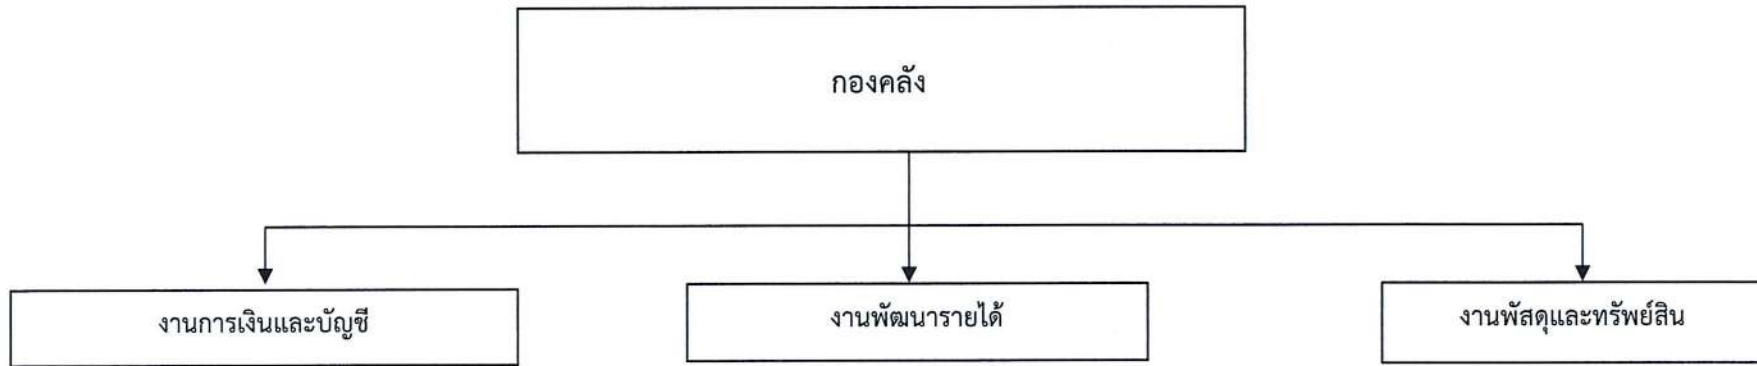 กองคลัง
งานการเงินและบัญชี
งานพัฒนารายได้
งานพัสดุและทรัพย์สิน